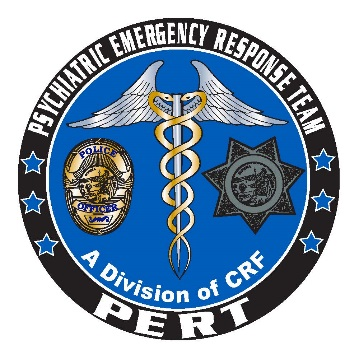 PSYCHIATRIC EMERGENCY RESPONSE TEAM
POLICE
OFFICER
A Division of CRF
PERT